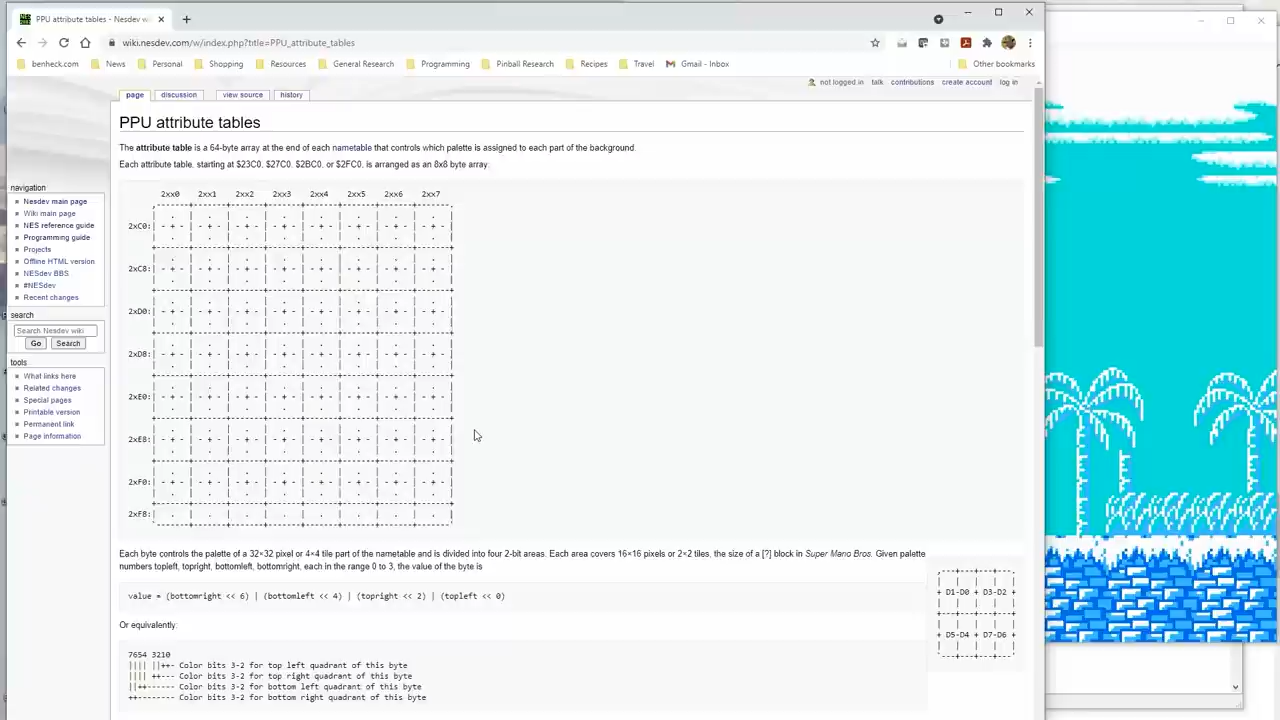 PPU attribute tables - Nesdev wi
wiki.nesdev.com/w/index.php?title=PPU_attribute_tables
benheck.com News Personal Shopping Resources General Research Programming Pinball Research Recipes Travel Gmail - Inbox Other bookmarks
not logged in talk contributions create account log in
page discussion view source history
PPU attribute tables
The attribute table is a 64-byte array at the end of each nametable that controls which palette is assigned to each part of the background.
Each attribute table, starting at $23C0, $27C0, $2BC0, or $2FC0, is arranged as an 8x8 byte array:
2xx0 2xx1 2xx2 2xx3 2xx4 2xx5 2xx6 2xx7
2xC0:
2xC8:
2xD0:
2xD8:
2xE0:
2xE8:
2xF0:
2xF8:
navigation
Nesdev main page
Wiki main page
NES reference guide
Programming guide
Projects
Offline HTML version
NESdev BBS
#NESdev
Recent changes
search
Search Nesdev wiki
Go Search
tools
What links here
Related changes
Special pages
Printable version
Permanent link
Page information
Each byte controls the palette of a 32×32 pixel or 4×4 tile part of the nametable and is divided into four 2-bit areas. Each area covers 16×16 pixels or 2×2 tiles, the size of a [?] block in Super Mario Bros. Given palette
numbers topleft, topright, bottomleft, bottomright, each in the range 0 to 3, the value of the byte is
value = (bottomright << 6) | (bottomleft << 4) | (topright << 2) | (topleft << 0)
Or equivalently:
7654 3210
|||| ||++- Color bits 3-2 for top left quadrant of this byte
|||| ++--- Color bits 3-2 for top right quadrant of this byte
||++------ Color bits 3-2 for bottom left quadrant of this byte
++-------- Color bits 3-2 for bottom right quadrant of this byte
+ D1-D0 + D3-D2 +
+ D5-D4 + D7-D6 +